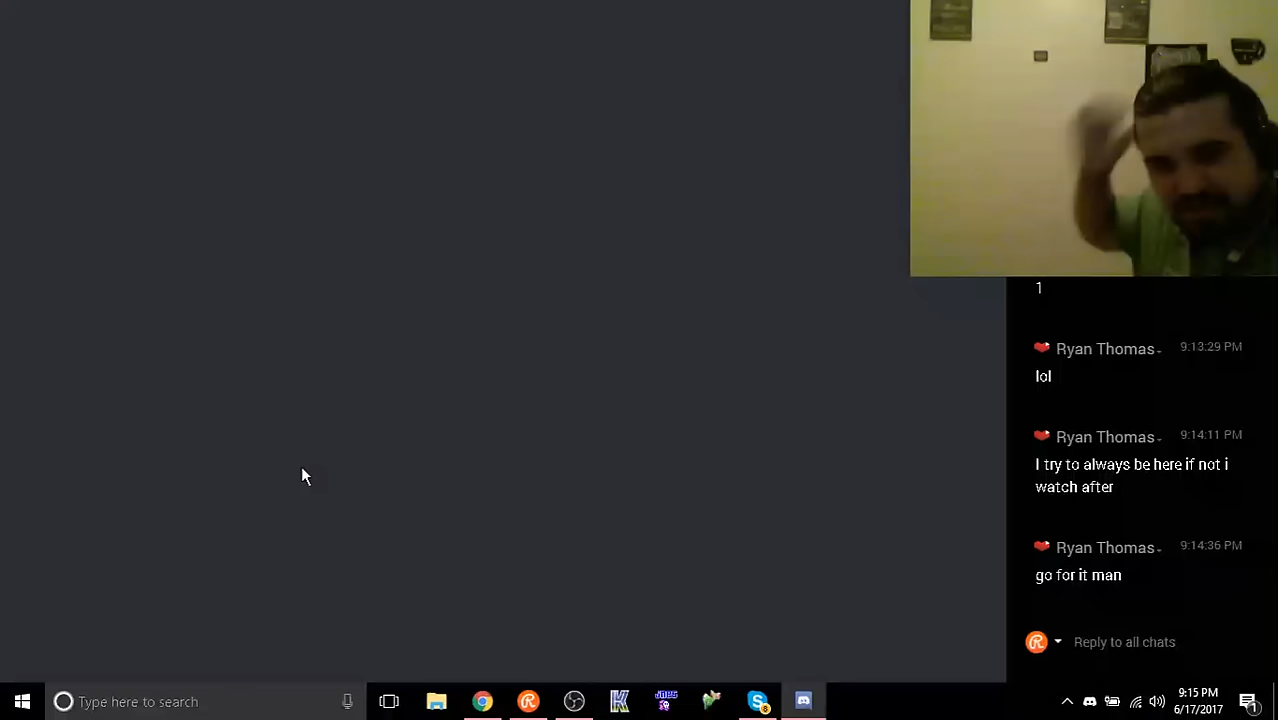 1
Ryan Thomas 9:13:29 PM
lol
Ryan Thomas 9:14:11 PM
I try to always be here if not i
watch after
Ryan Thomas 9:14:36 PM
go for it man
Reply to all chats
Type here to search
9:15 PM
6/17/2017